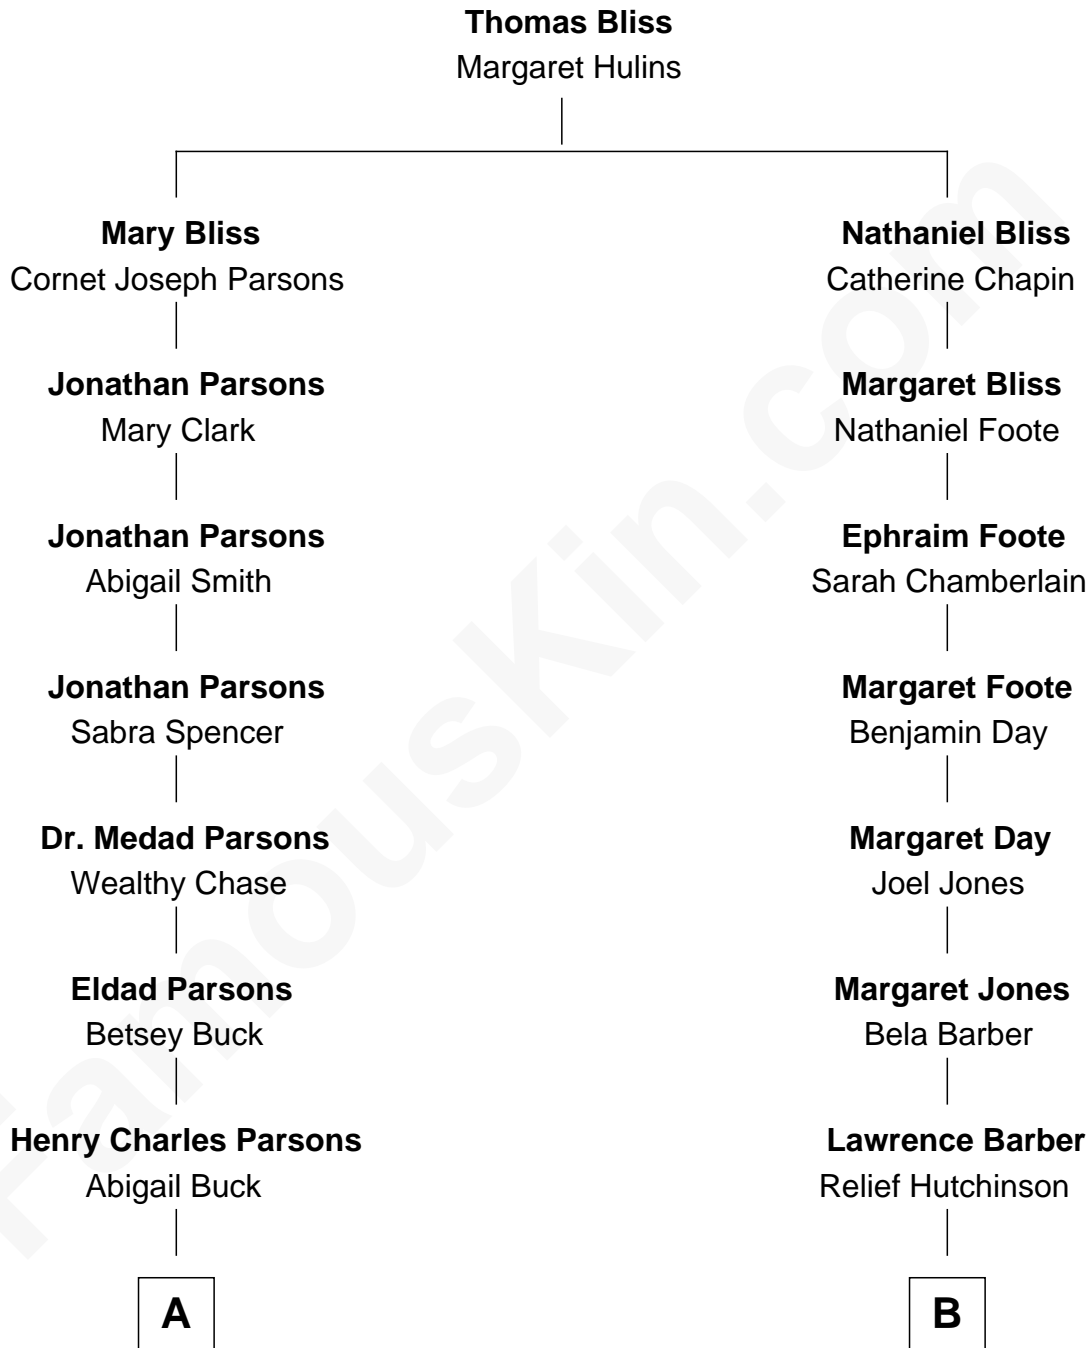 Thomas Bliss
Margaret Hulins
Mary Bliss
Cornet Joseph Parsons
Jonathan Parsons
Mary Clark
Jonathan Parsons
Abigail Smith
Jonathan Parsons
Sabra Spencer
Dr. Medad Parsons
Wealthy Chase
Eldad Parsons
Betsey Buck
Henry Charles Parsons
Abigail Buck
A
Nathaniel Bliss
Catherine Chapin
Margaret Bliss
Nathaniel Foote
Ephraim Foote
Sarah Chamberlain
Margaret Foote
Benjamin Day
Margaret Day
Joel Jones
Margaret Jones
Bela Barber
Lawrence Barber
Relief Hutchinson
B
FamousKin.com